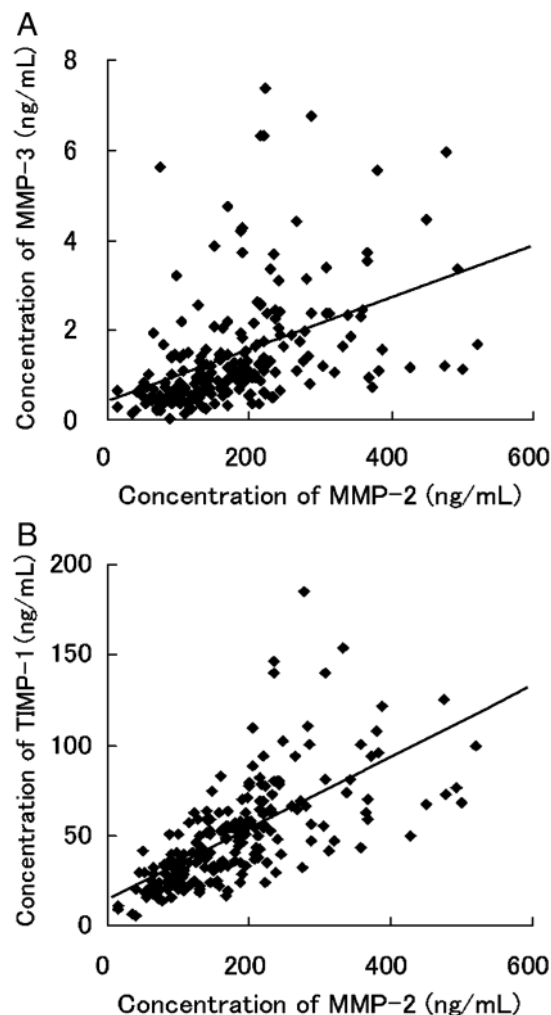 A
Concentration of MMP-3 (ng/mL)
8
6
4
2
0
0 200 400 600
Concentration of MMP-2 (ng/mL)
B
Concentration of TIMP-1 (ng/mL)
200
150
100
50
0
0 200 400 600
Concentration of MMP-2 (ng/mL)